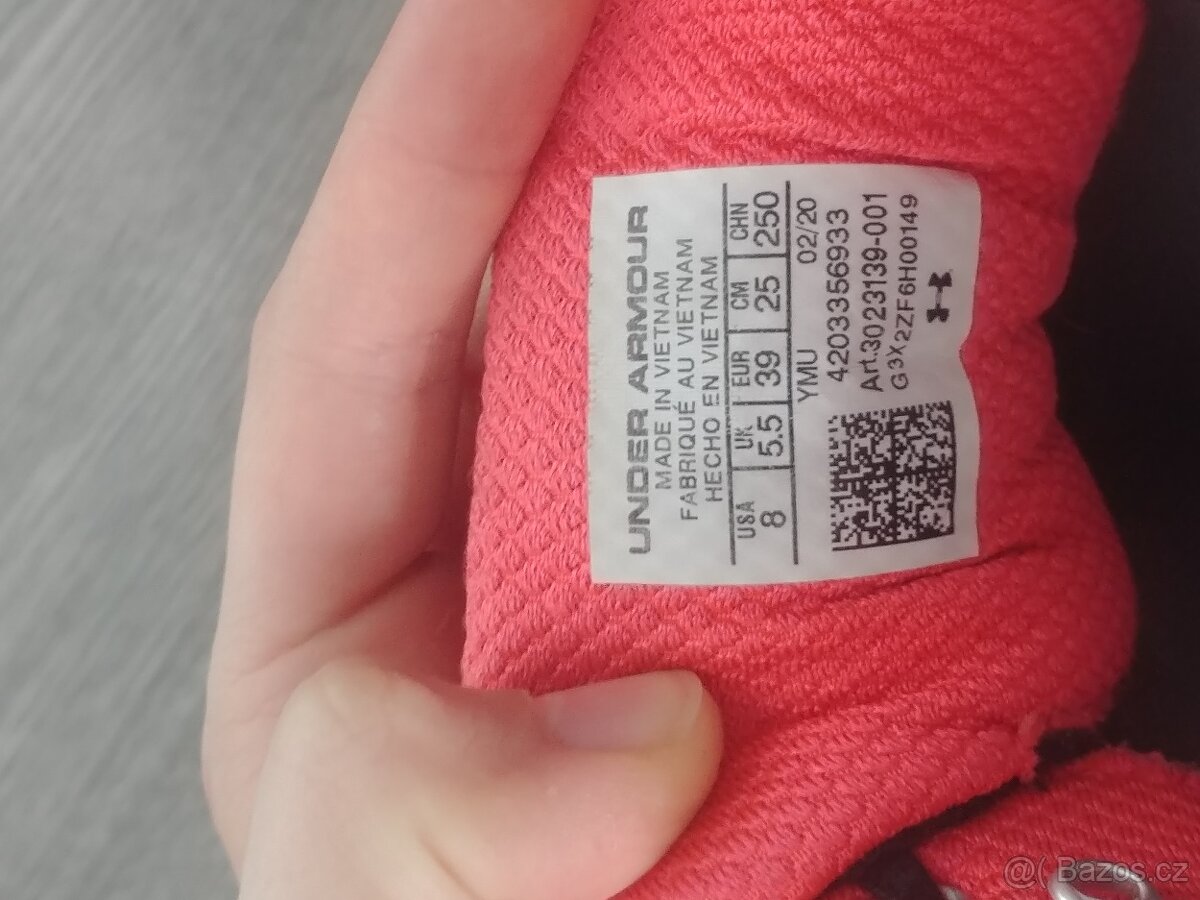 UNDER ARMOUR
MADE IN VIETNAM
FABRIQUÉ AU VIETNAM
HECHO EN VIETNAM
USA UK EUR CM CHN
8 5.5 39 25 250
YMU 02/20
4203356933
Art.3023139-001
G3X2ZF6H00149
@( Bazos.cz